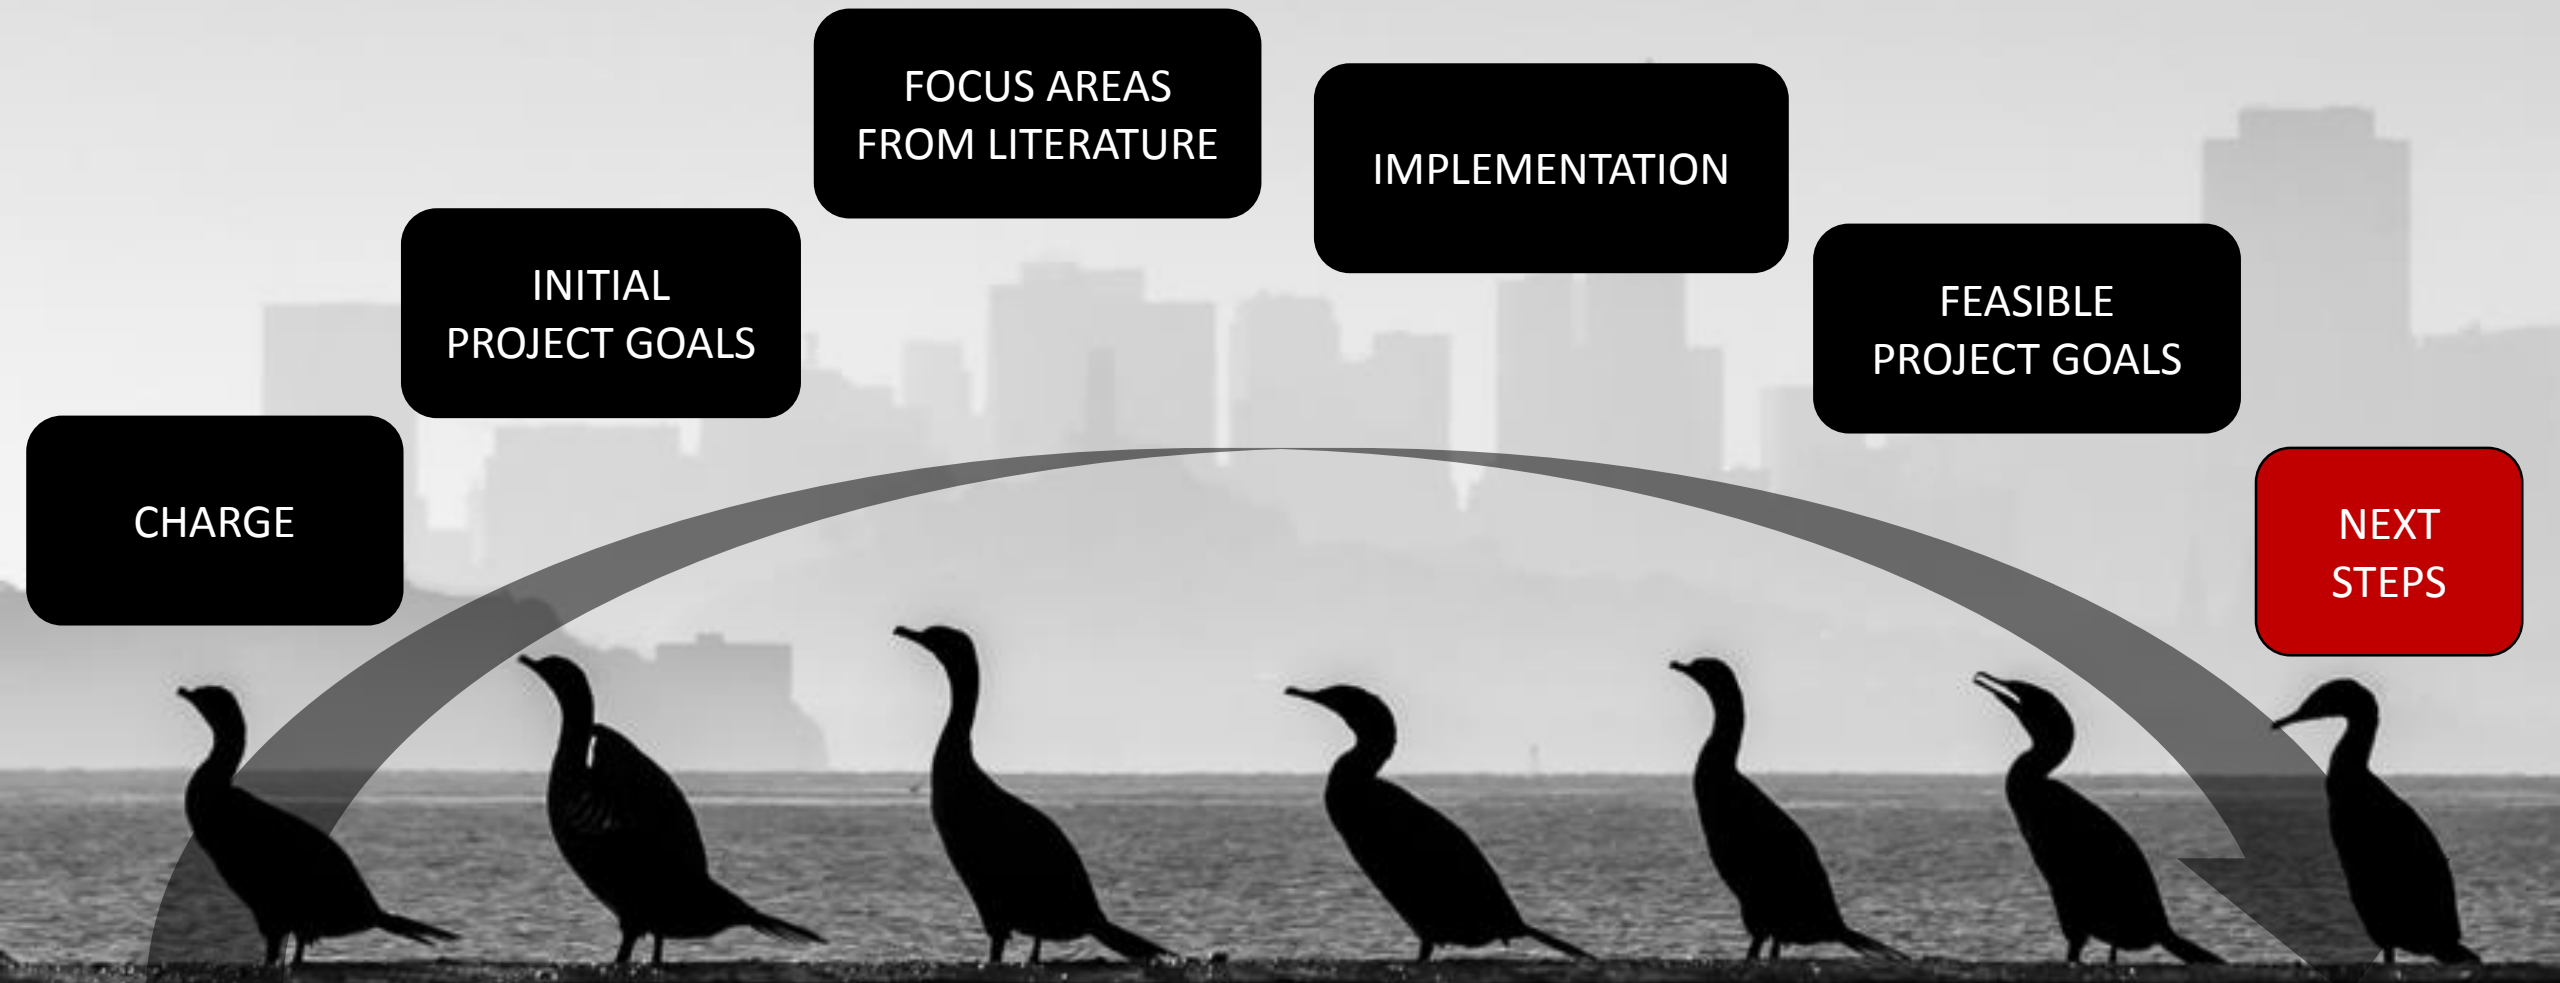 CHARGE
INITIAL
PROJECT GOALS
FOCUS AREAS
FROM LITERATURE
IMPLEMENTATION
FEASIBLE
PROJECT GOALS
NEXT
STEPS